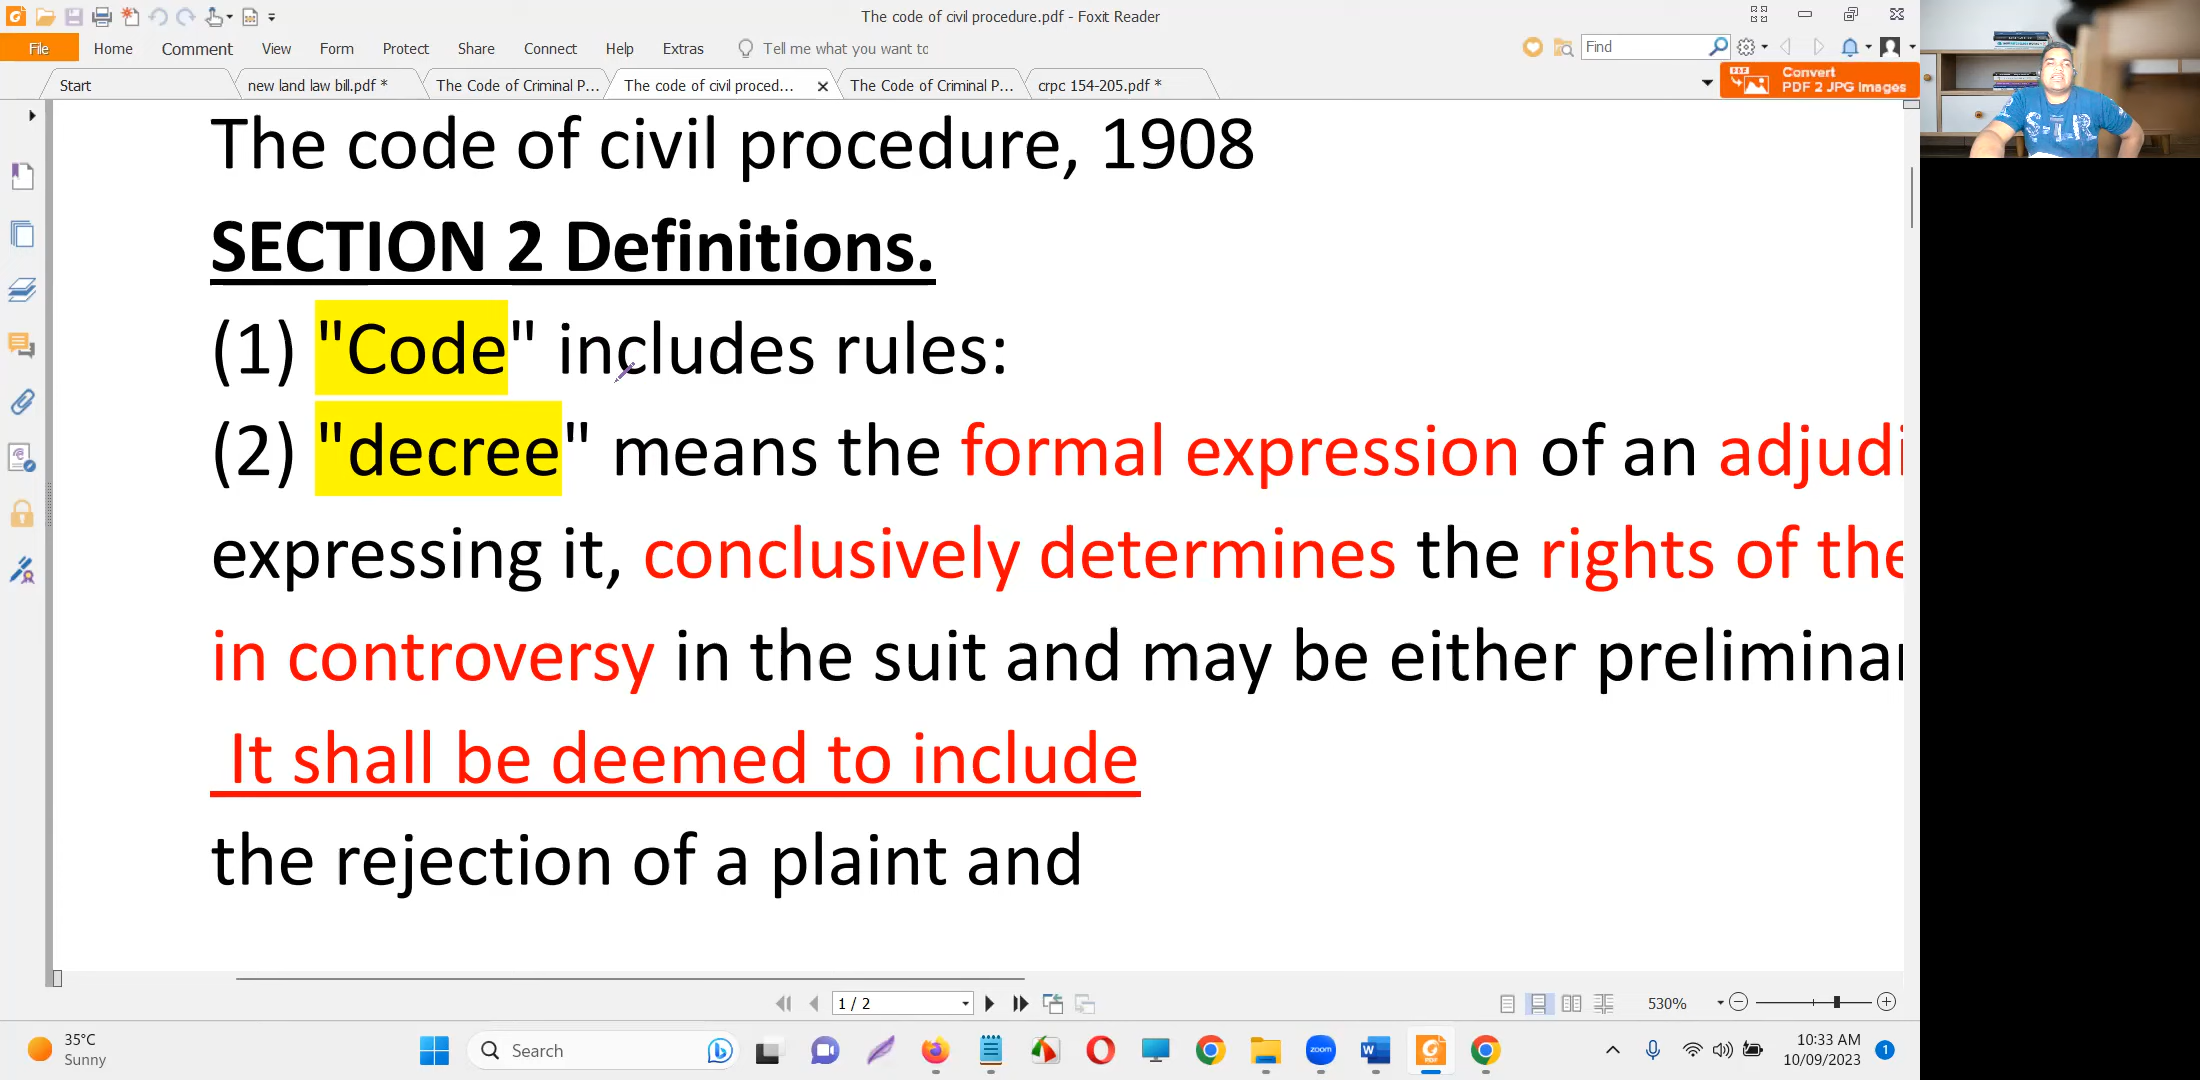 The code of civil procedure.pdf - Foxit Reader
File Home Comment View Form Protect Share Connect Help Extras Tell me what you want to Find
Convert
PDF 2 JPG Images
Start new land law bill.pdf * The Code of Criminal P... The code of civil proced... The Code of Criminal P... crpc 154-205.pdf *
The code of civil procedure, 1908
SECTION 2 Definitions.
(1) "Code" includes rules:
(2) "decree" means the formal expression of an adjudi
expressing it, conclusively determines the rights of the
in controversy in the suit and may be either preliminar
It shall be deemed to include
the rejection of a plaint and
1 / 2
530%
35°C
Sunny
Search
zoom
10:33 AM
10/09/2023
1